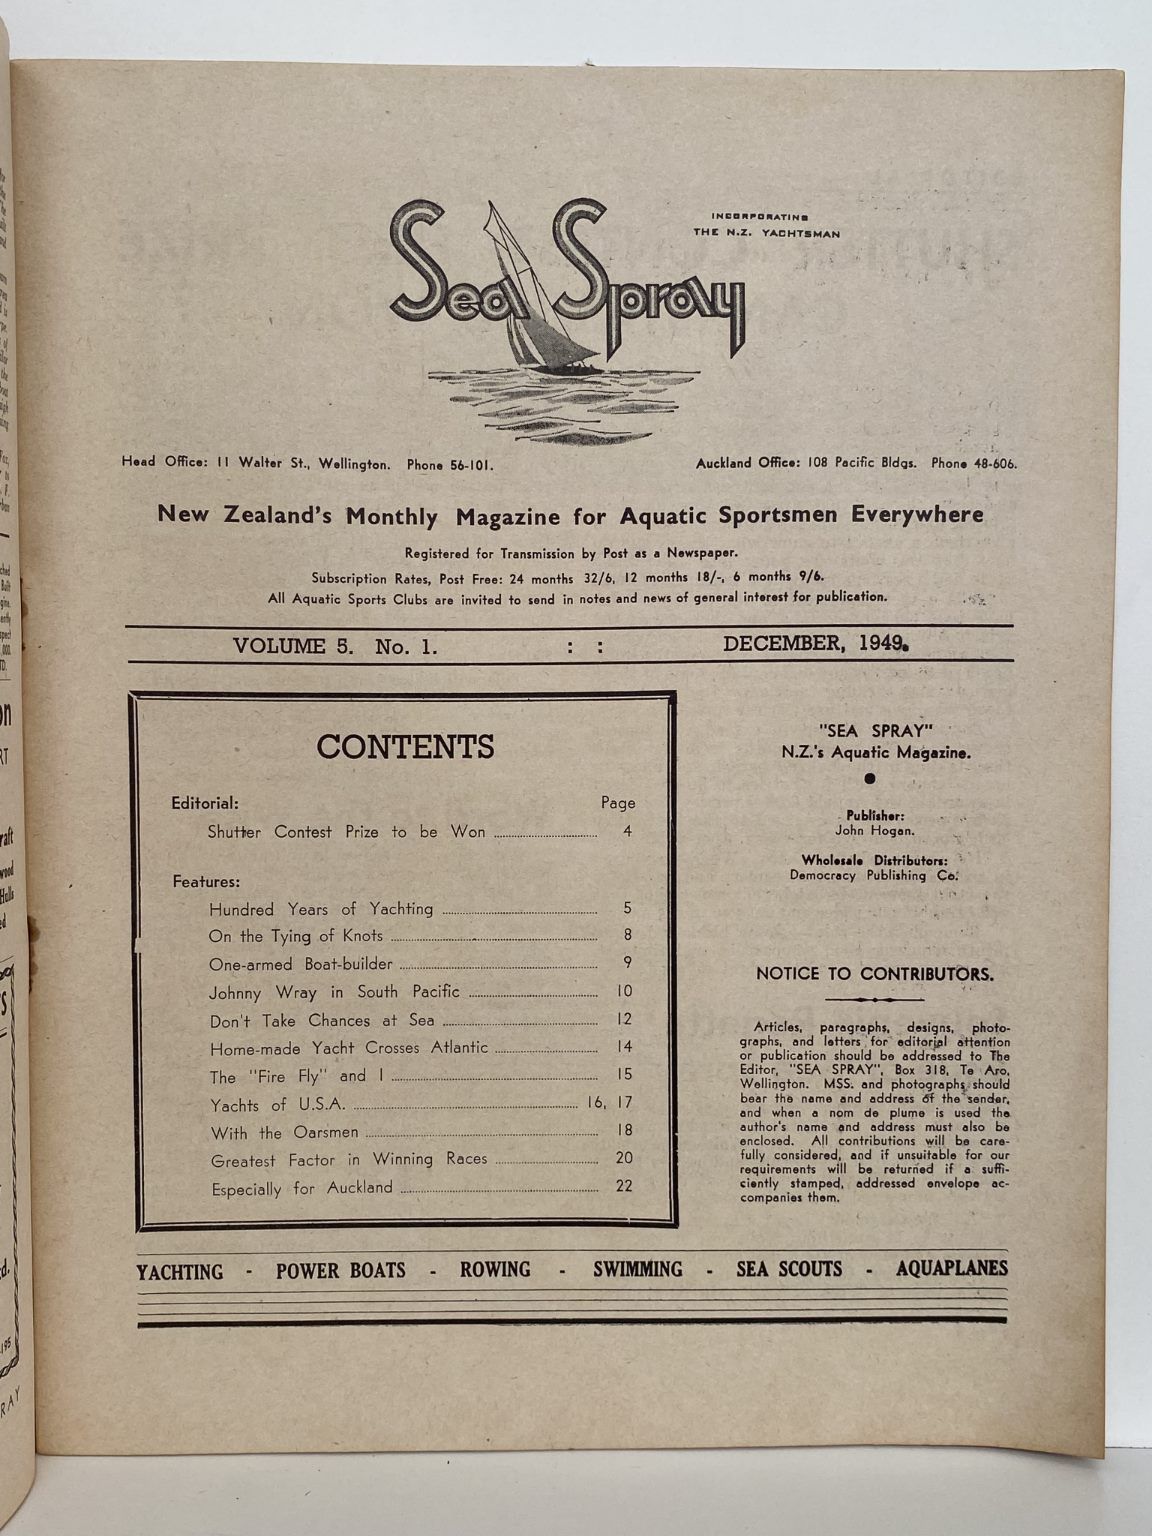 Sea Spray
INCORPORATING
THE N.Z. YACHTSMAN
Head Office: 11 Walter St., Wellington. Phone 56-101.
Auckland Office: 108 Pacific Bldgs. Phone 48-606.
New Zealand's Monthly Magazine for Aquatic Sportsmen Everywhere
Registered for Transmission by Post as a Newspaper.
Subscription Rates, Post Free: 24 months 32/6, 12 months 18/-, 6 months 9/6.
All Aquatic Sports Clubs are invited to send in notes and news of general interest for publication.
VOLUME 5. No. 1. : : DECEMBER, 1949.
CONTENTS
Editorial: Page
Shutter Contest Prize to be Won 4
Features:
Hundred Years of Yachting 5
On the Tying of Knots 8
One-armed Boat-builder 9
Johnny Wray in South Pacific 10
Don't Take Chances at Sea 12
Home-made Yacht Crosses Atlantic 14
The "Fire Fly" and I 15
Yachts of U.S.A. 16, 17
With the Oarsmen 18
Greatest Factor in Winning Races 20
Especially for Auckland 22
"SEA SPRAY"
N.Z.'s Aquatic Magazine.
Publisher:
John Hogan.
Wholesale Distributors:
Democracy Publishing Co.
NOTICE TO CONTRIBUTORS.
Articles, paragraphs, designs, photo-
graphs, and letters for editorial attention
or publication should be addressed to The
Editor, "SEA SPRAY", Box 318, Te Aro,
Wellington. MSS. and photographs should
bear the name and address of the sender,
and when a nom de plume is used the
author's name and address must also be
enclosed. All contributions will be care-
fully considered, and if unsuitable for our
requirements will be returned if a suffi-
ciently stamped, addressed envelope ac-
companies them.
YACHTING - POWER BOATS - ROWING - SWIMMING - SEA SCOUTS - AQUAPLANES